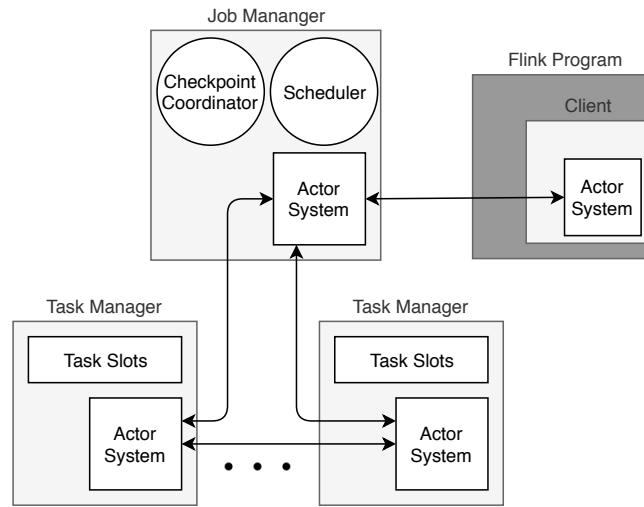 Job Mananger
Checkpoint
Coordinator
Scheduler
Actor
System
Flink Program
Client
Actor
System
Task Manager
Task Slots
Actor
System
Task Manager
Task Slots
Actor
System